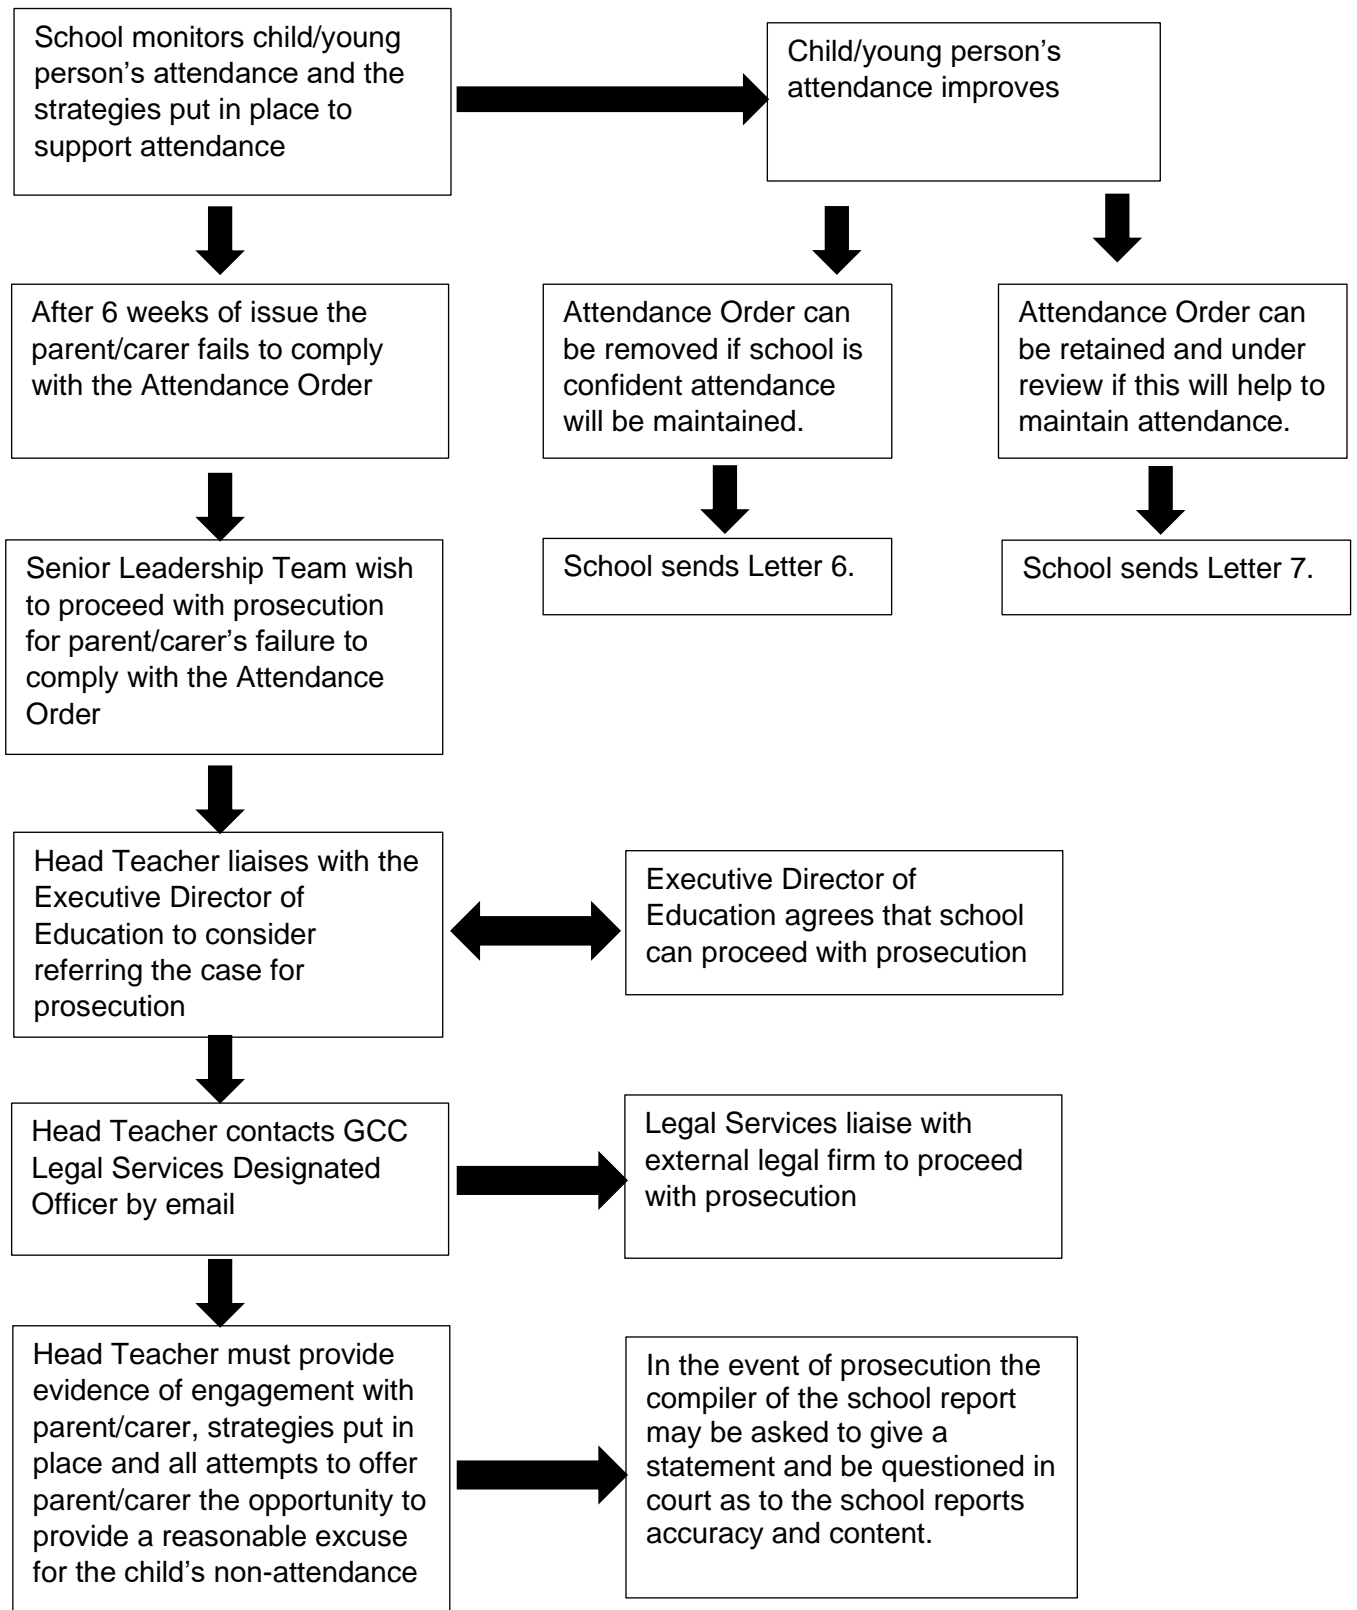 School monitors child/young
person’s attendance and the
strategies put in place to
support attendance
Child/young person’s
attendance improves
After 6 weeks of issue the
parent/carer fails to comply
with the Attendance Order
Attendance Order can
be removed if school is
confident attendance
will be maintained.
Attendance Order can
be retained and under
review if this will help to
maintain attendance.
Senior Leadership Team wish
to proceed with prosecution
for parent/carer’s failure to
comply with the Attendance
Order
School sends Letter 6.
School sends Letter 7.
Head Teacher liaises with the
Executive Director of
Education to consider
referring the case for
prosecution
Executive Director of
Education agrees that school
can proceed with prosecution
Head Teacher contacts GCC
Legal Services Designated
Officer by email
Legal Services liaise with
external legal firm to proceed
with prosecution
Head Teacher must provide
evidence of engagement with
parent/carer, strategies put in
place and all attempts to offer
parent/carer the opportunity to
provide a reasonable excuse
for the child’s non-attendance
In the event of prosecution the
compiler of the school report
may be asked to give a
statement and be questioned in
court as to the school reports
accuracy and content.